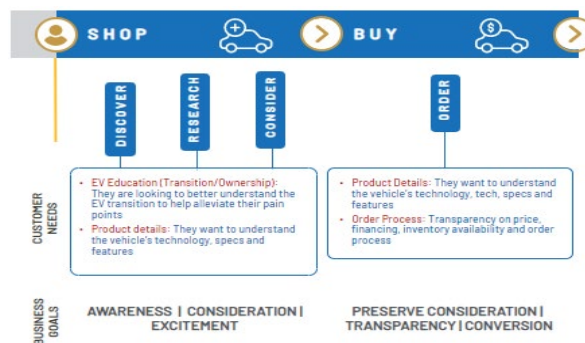 SHOP
BUY
$
DISCOVER
RESEARCH
CONSIDER
ORDER
CUSTOMER
NEEDS
• EV Education (Transition/Ownership):
They are looking to better understand the
EV transition to help alleviate their pain
points
• Product details: They want to understand
the vehicle's technology, specs and
features
• Product Details: They want to understand
the vehicle's technology, tech, specs and
features
• Order Process: Transparency on price,
financing, inventory availability and order
process
BUSINESS
GOALS
AWARENESS | CONSIDERATION |
EXCITEMENT
PRESERVE CONSIDERATION |
TRANSPARENCY | CONVERSION